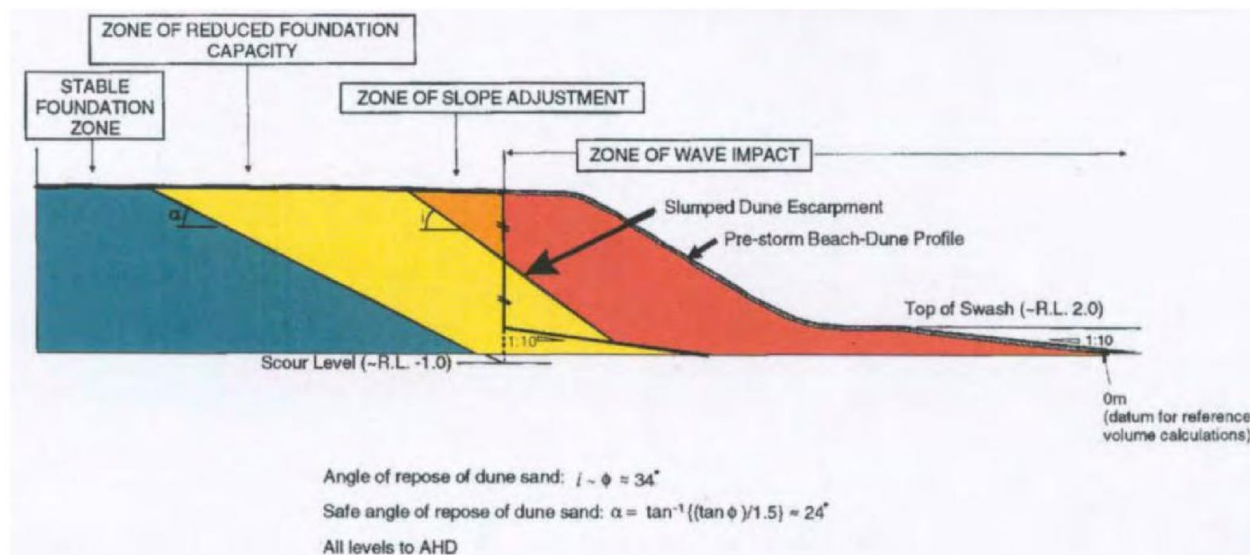 ZONE OF REDUCED FOUNDATION
CAPACITY
STABLE
FOUNDATION
ZONE
ZONE OF SLOPE ADJUSTMENT
ZONE OF WAVE IMPACT
α
i
Slumped Dune Escarpment
Pre-storm Beach-Dune Profile
Top of Swash (~R.L. 2.0)
1:10
1:10
Scour Level (~R.L. -1.0)
0m
(datum for reference
volume calculations)
Angle of repose of dune sand: i ~ ϕ ≈ 34°
Safe angle of repose of dune sand: α = tan⁻¹{(tan ϕ)/1.5} ≈ 24°
All levels to AHD